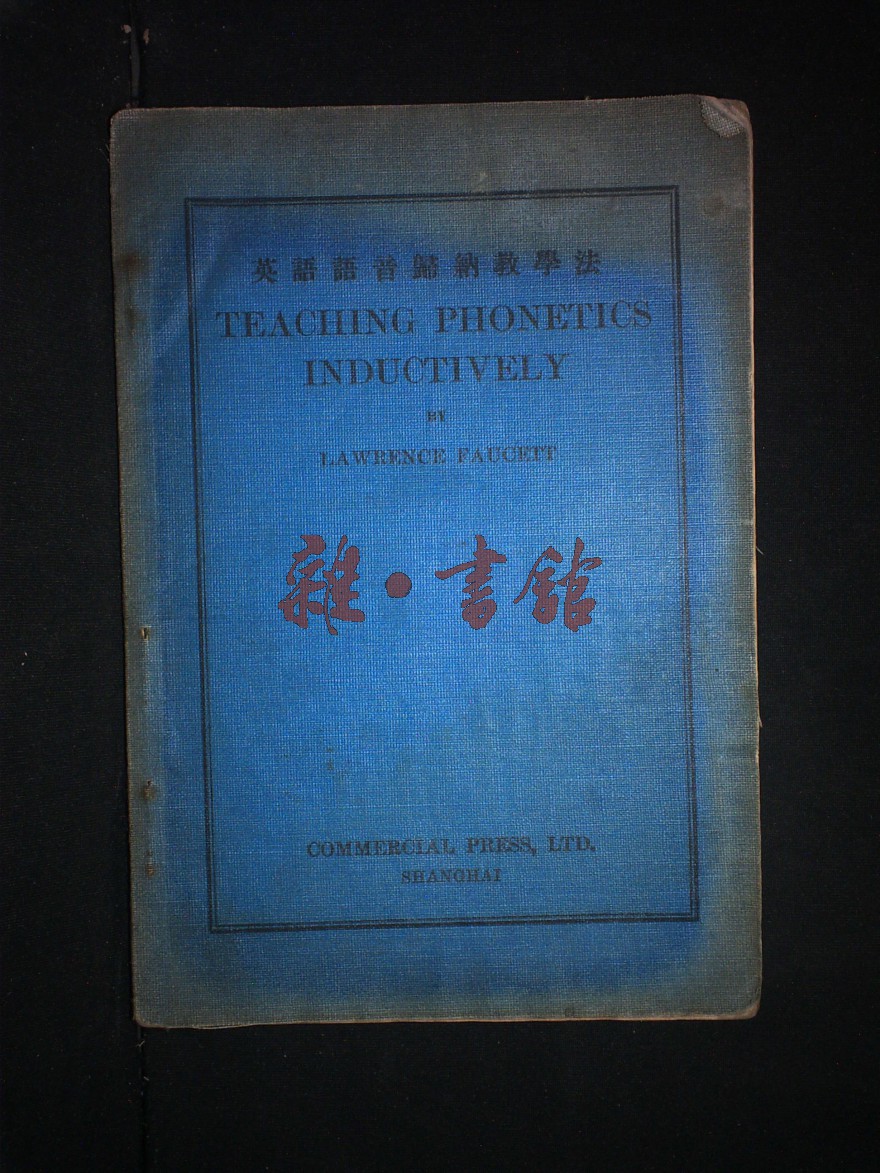 英語語音歸納教學法
TEACHING PHONETICS
INDUCTIVELY
BY
LAWRENCE FAUCETT
雜·書館
COMMERCIAL PRESS, LTD.
SHANGHAI